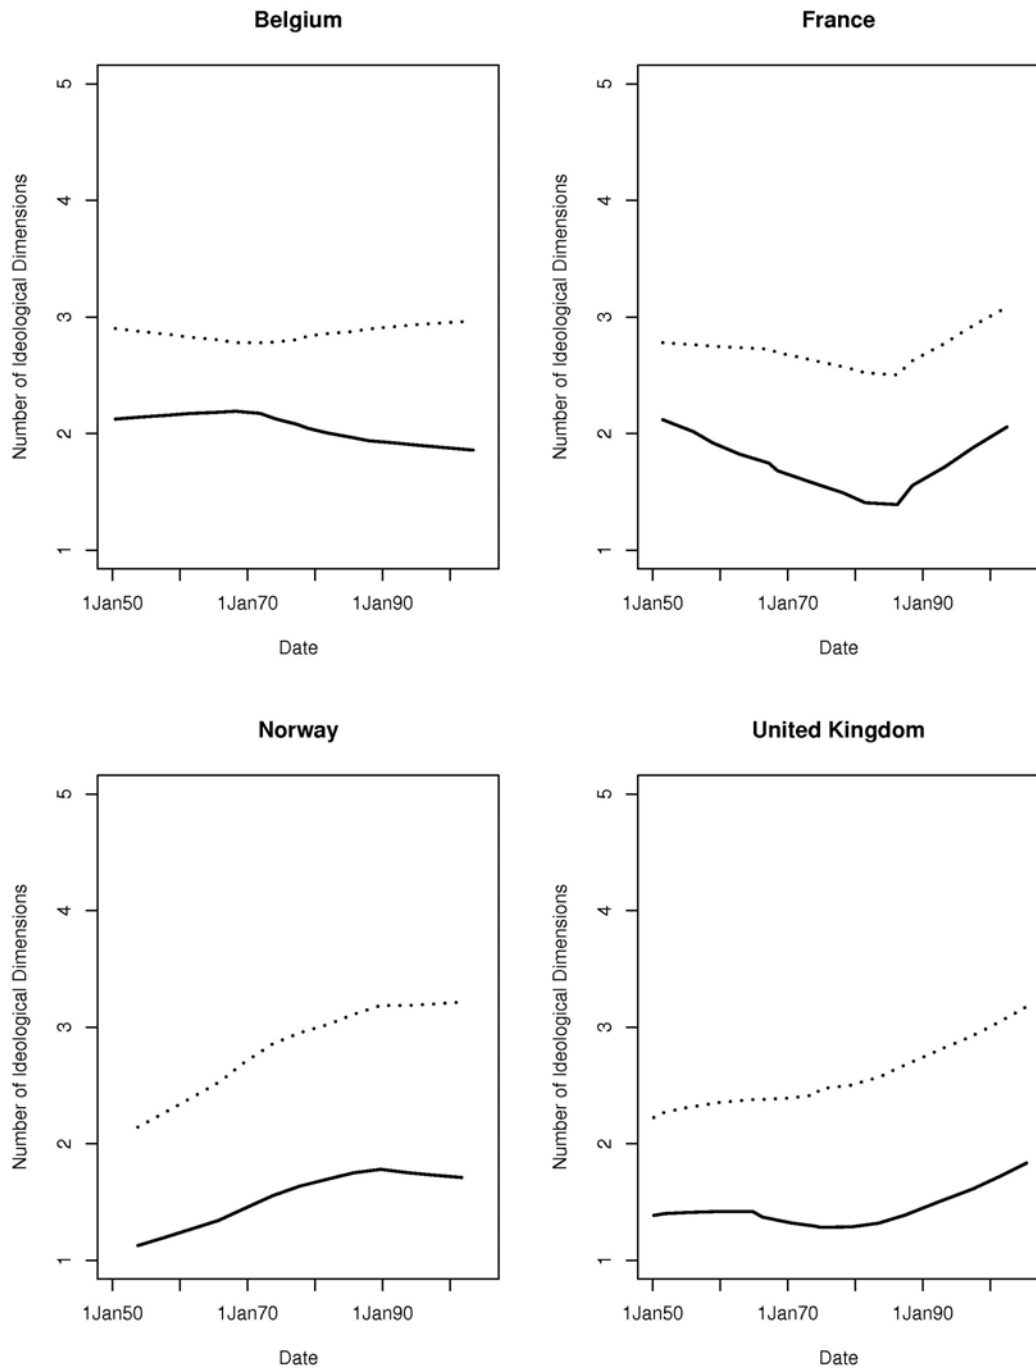 Belgium
Number of Ideological Dimensions
5
4
3
2
1
1Jan50 1Jan70 1Jan90
Date
France
Number of Ideological Dimensions
5
4
3
2
1
1Jan50 1Jan70 1Jan90
Date
Norway
Number of Ideological Dimensions
5
4
3
2
1
1Jan50 1Jan70 1Jan90
Date
United Kingdom
Number of Ideological Dimensions
5
4
3
2
1
1Jan50 1Jan70 1Jan90
Date